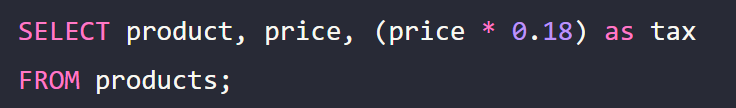 SELECT product, price, (price * 0.18) as tax
FROM products;